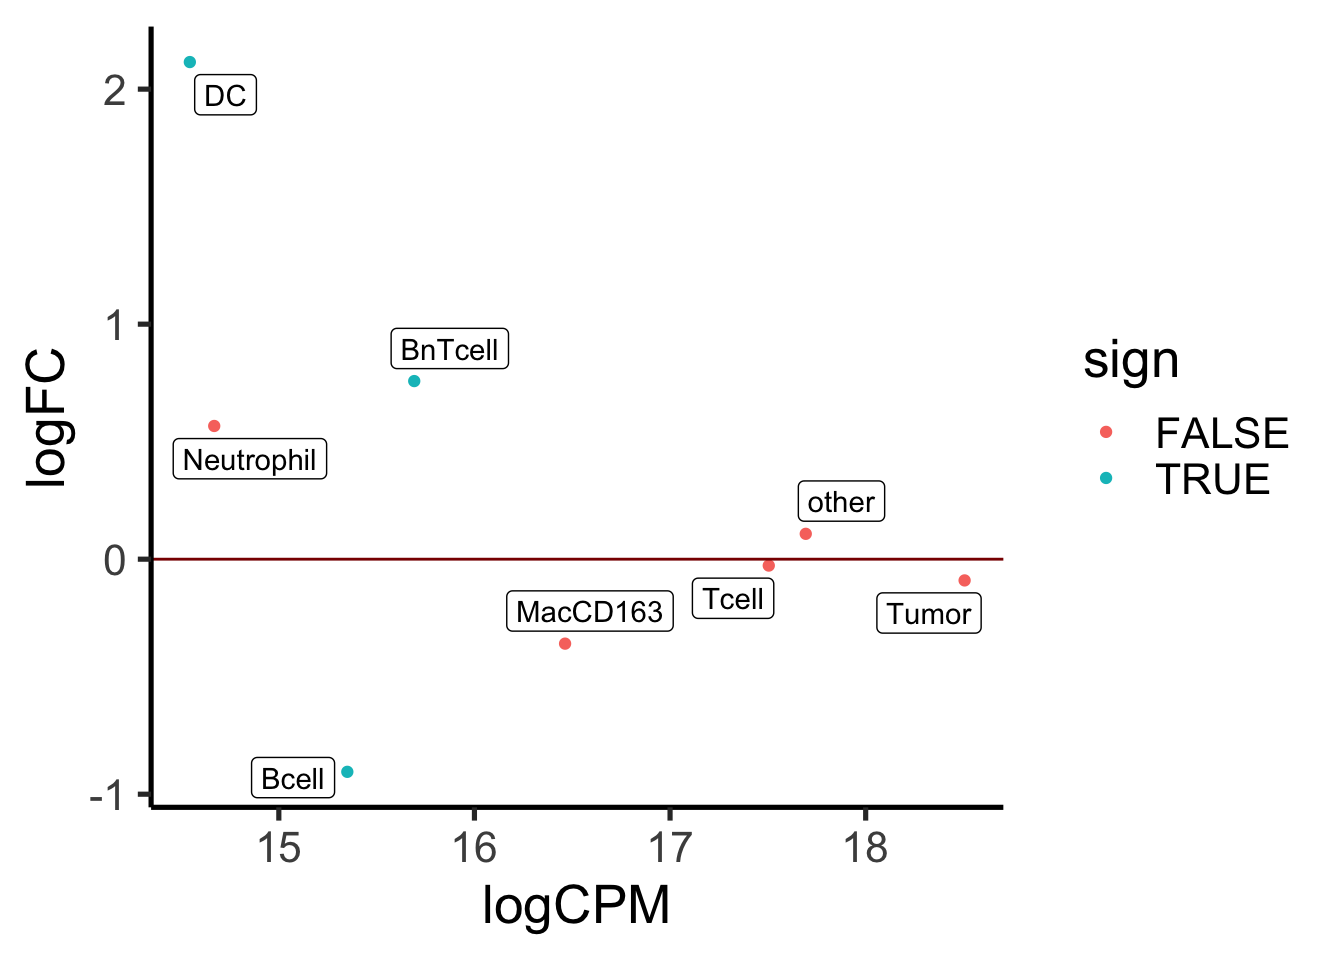 2
1
0
-1
logFC
DC
BnTcell
Neutrophil
other
Tcell
MacCD163
Tumor
Bcell
15 16 17 18
logCPM
sign
FALSE
TRUE